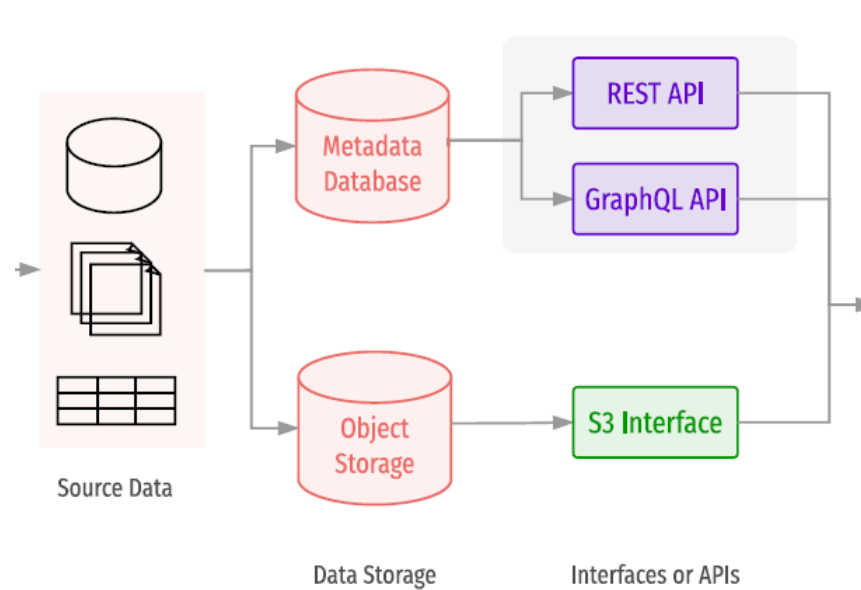 REST API
Metadata
Database
GraphQL API
Object
Storage
S3 Interface
Source Data
Data Storage
Interfaces or APIs